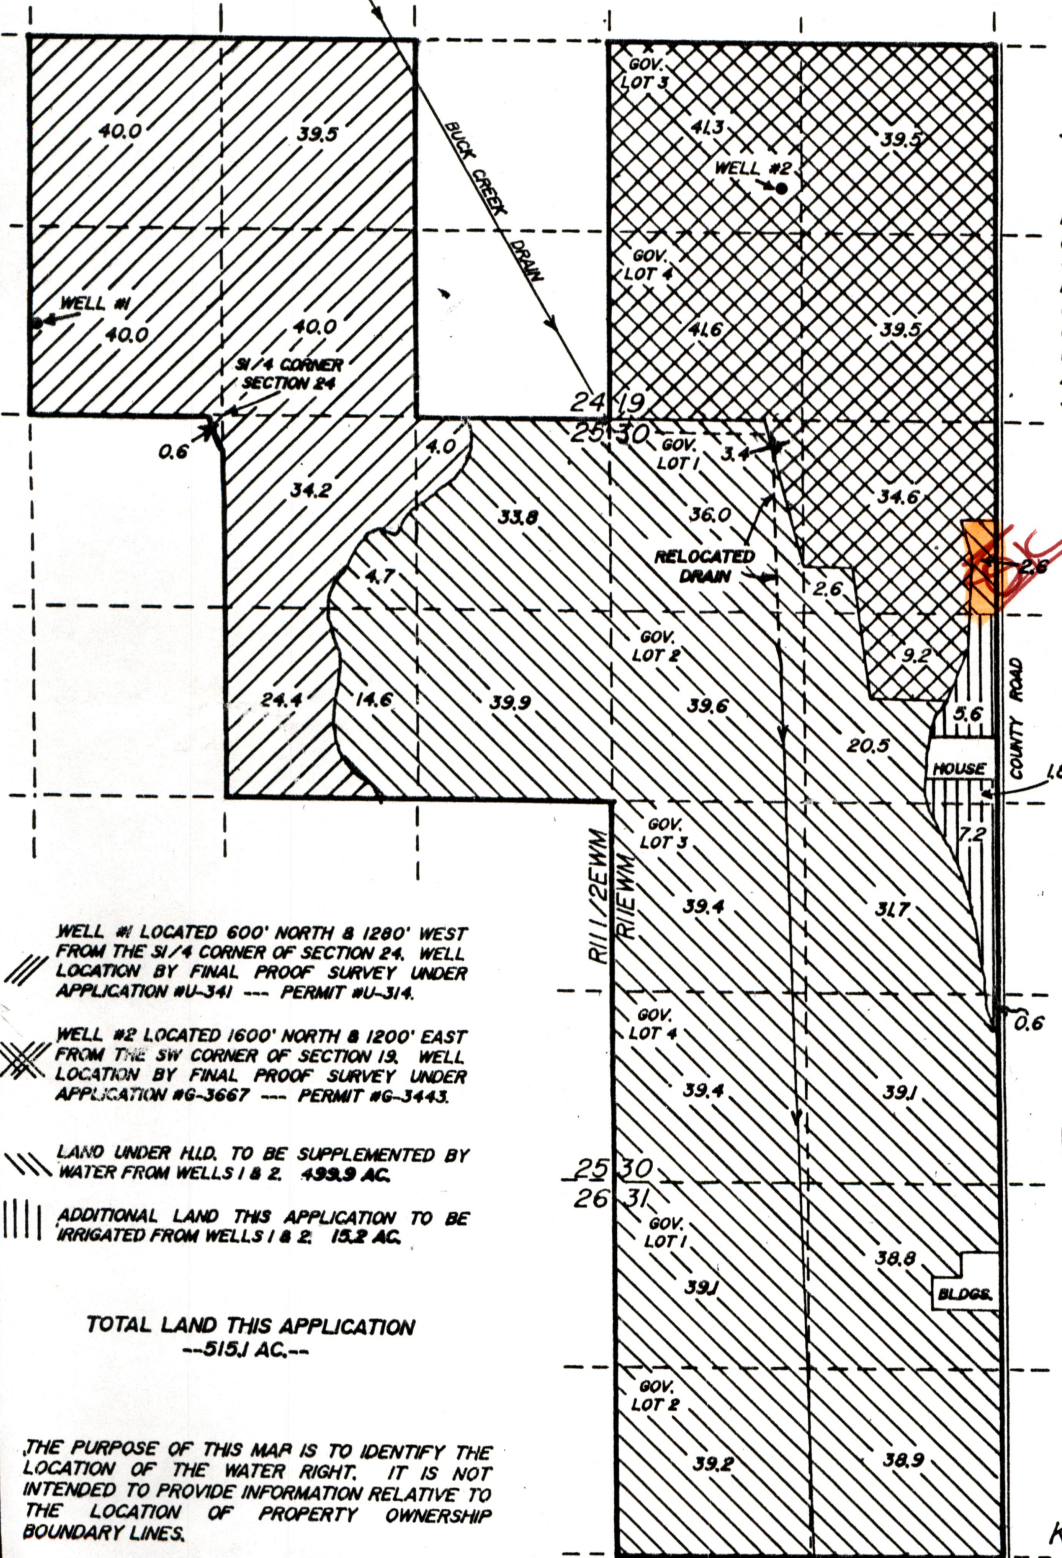 40.0
39.5
BUCK CREEK DRAIN
GOV.
LOT 3
41.3
39.5
WELL #2
WELL #1
40.0
40.0
S1/4 CORNER
SECTION 24
GOV.
LOT 4
41.6
39.5
24 19
25 30
0.6
4.0
34.2
33.8
GOV.
LOT 1
3.4
36.0
34.6
RELOCATED
DRAIN
4.7
2.6
2.6
GOV.
LOT 2
9.2
24.4
14.6
39.9
39.6
20.5
5.6
HOUSE
COUNTY ROAD
7.2
GOV.
LOT 3
R11 1/2EWM
R11EWM
39.4
31.7
WELL #1 LOCATED 600' NORTH & 1280' WEST
FROM THE S1/4 CORNER OF SECTION 24. WELL
LOCATION BY FINAL PROOF SURVEY UNDER
APPLICATION #U-341 --- PERMIT #U-314.
GOV.
LOT 4
0.6
WELL #2 LOCATED 1600' NORTH & 1200' EAST
FROM THE SW CORNER OF SECTION 19. WELL
LOCATION BY FINAL PROOF SURVEY UNDER
APPLICATION #G-3667 --- PERMIT #G-3443.
39.4
39.1
LAND UNDER H.I.D. TO BE SUPPLEMENTED BY
WATER FROM WELLS 1 & 2. 499.9 AC.
25 30
26 31
ADDITIONAL LAND THIS APPLICATION TO BE
IRRIGATED FROM WELLS 1 & 2. 15.2 AC.
GOV.
LOT 1
39.1
38.8
BLDGS.
TOTAL LAND THIS APPLICATION
--515.1 AC.--
GOV.
LOT 2
39.2
38.9
THE PURPOSE OF THIS MAP IS TO IDENTIFY THE
LOCATION OF THE WATER RIGHT. IT IS NOT
INTENDED TO PROVIDE INFORMATION RELATIVE TO
THE LOCATION OF PROPERTY OWNERSHIP
BOUNDARY LINES.